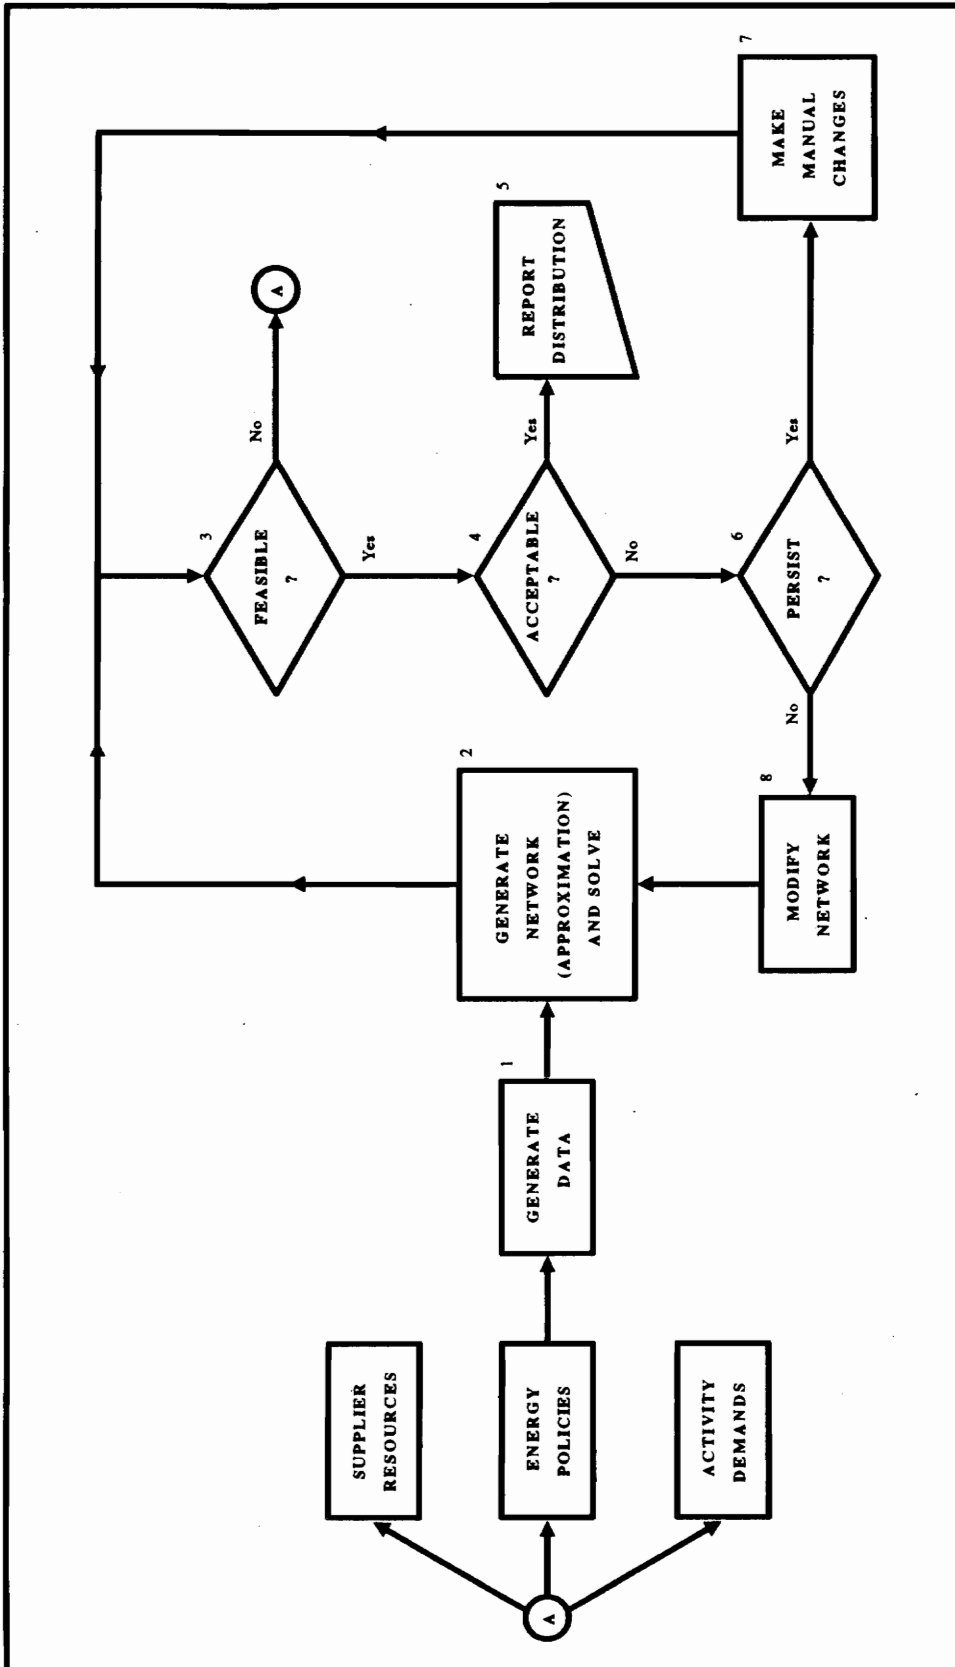 A
SUPPLIER
RESOURCES
ENERGY
POLICIES
ACTIVITY
DEMANDS
1
GENERATE
DATA
2
GENERATE
NETWORK
(APPROXIMATION)
AND SOLVE
3
FEASIBLE
?
No
A
Yes
4
ACCEPTABLE
?
Yes
5
REPORT
DISTRIBUTION
No
6
PERSIST
?
Yes
7
MAKE
MANUAL
CHANGES
No
8
MODIFY
NETWORK